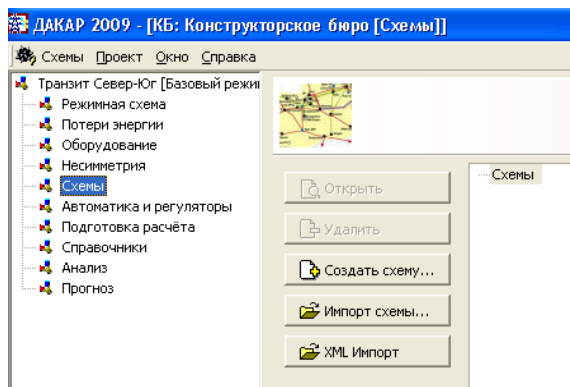 ДАКАР 2009 - [КБ: Конструкторское бюро [Схемы]]
Схемы Проект Окно Справка
Транзит Север-Юг [Базовый режи
Режимная схема
Потери энергии
Оборудование
Несимметрия
Схемы
Автоматика и регуляторы
Подготовка расчёта
Справочники
Анализ
Прогноз
Открыть
Удалить
Создать схему...
Импорт схемы...
XML Импорт
Схемы